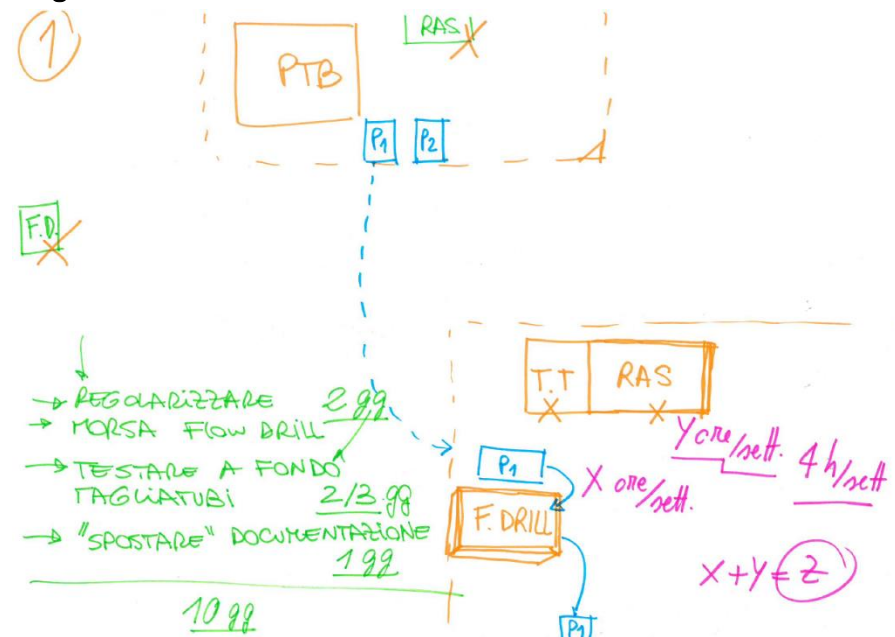 1
RAS
PTB
P1 P2
F.D.
T.T RAS
→ REGOLARIZZARE 2 gg
→ MORSA FLOW DRILL
→ TESTARE A FONDO
TAGLIATUBI 2/3 gg
→ "SPOSTARE" DOCUMENTAZIONE
1 gg
10 gg
Y ore/sett. 4 h/sett
P1
X ore/sett.
F. DRILL
X+Y=Z
P1